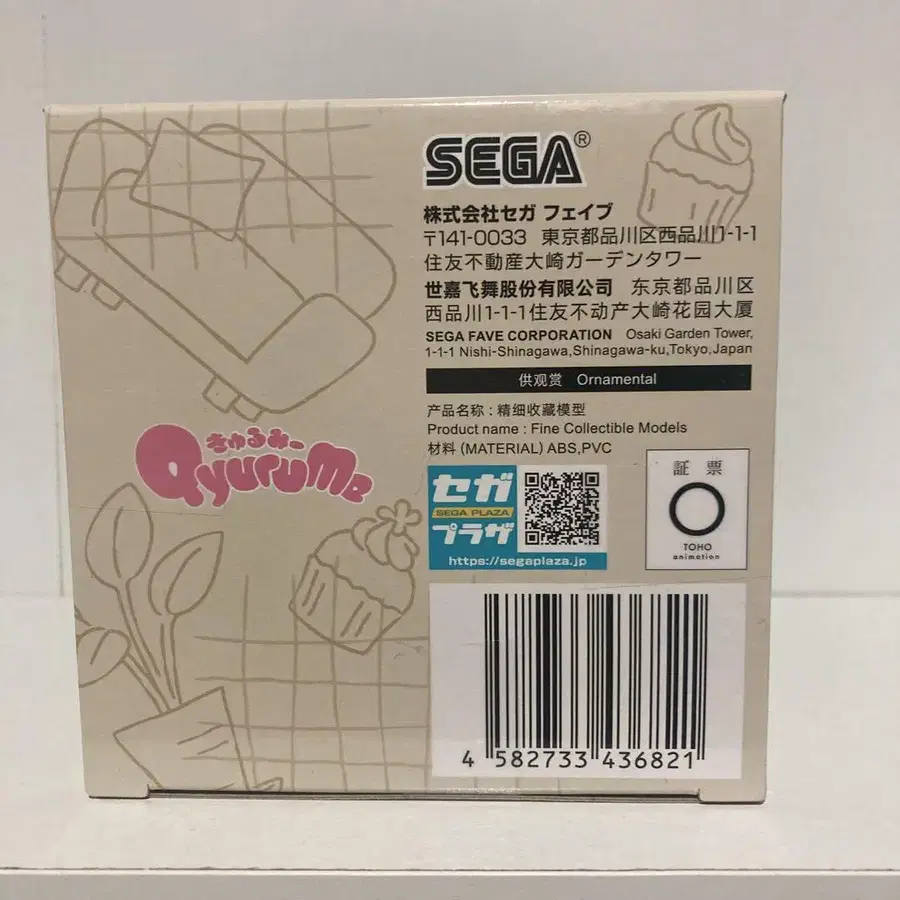 SEGA®
株式会社セガ フェイブ
〒141-0033 東京都品川区西品川1-1-1
住友不動産大崎ガーデンタワー
世嘉飞舞股份有限公司 东京都品川区
西品川1-1-1住友不动产大崎花园大厦
SEGA FAVE CORPORATION Osaki Garden Tower,
1-1-1 Nishi-Shinagawa,Shinagawa-ku,Tokyo,Japan
供观赏 Ornamental
产品名称：精细收藏模型
Product name : Fine Collectible Models
材料 (MATERIAL) ABS,PVC
きゅるみー
QyuruMe
セガ
SEGA PLAZA
プラザ
https://segaplaza.jp
証票
TOHO
animation
4 582733 436821